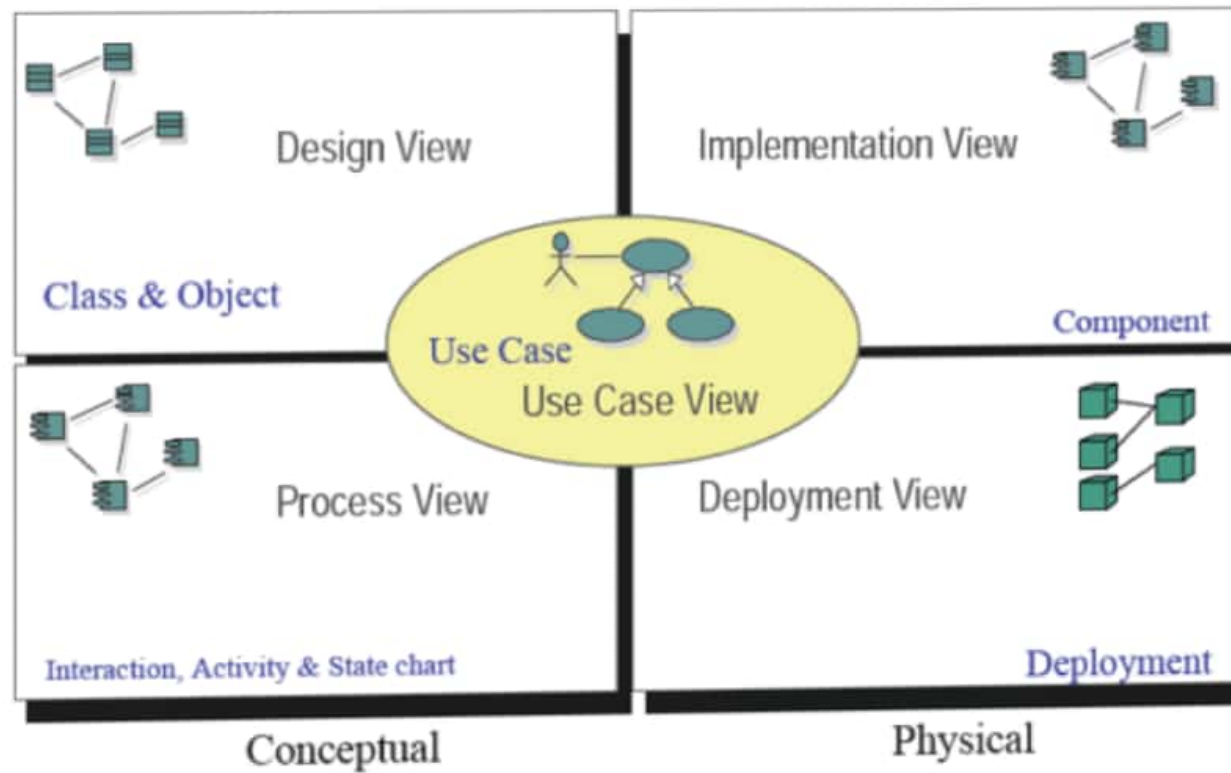 Design View
Implementation View
Class & Object
Component
Use Case
Use Case View
Process View
Deployment View
Interaction, Activity & State chart
Deployment
Conceptual
Physical